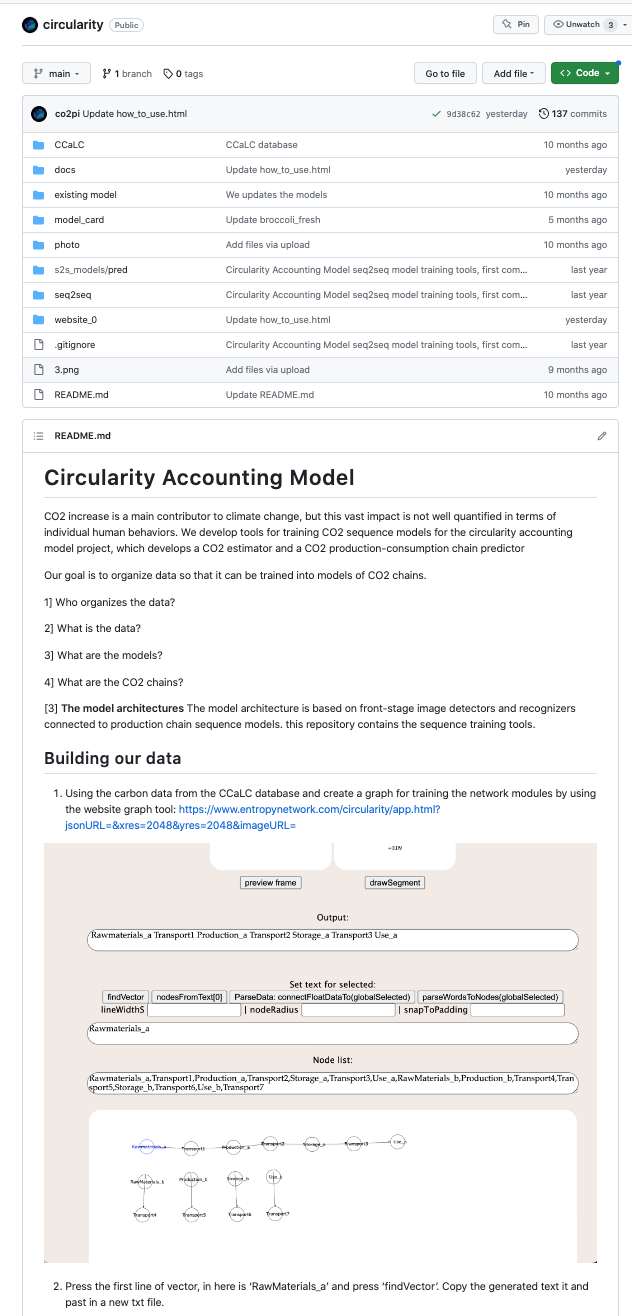 circularity Public Pin Unwatch 3
main 1 branch 0 tags Go to file Add file Code
co2pi Update how_to_use.html 9d38c62 yesterday 137 commits
CCaLC CCaLC database 10 months ago
docs Update how_to_use.html yesterday
existing model We updates the models 10 months ago
model_card Update broccoli_fresh 5 months ago
photo Add files via upload 10 months ago
s2s_models/pred Circularity Accounting Model seq2seq model training tools, first com... last year
seq2seq Circularity Accounting Model seq2seq model training tools, first com... last year
website_0 Update how_to_use.html yesterday
.gitignore Circularity Accounting Model seq2seq model training tools, first com... last year
3.png Add files via upload 9 months ago
README.md Update README.md 10 months ago
README.md
Circularity Accounting Model
CO2 increase is a main contributor to climate change, but this vast impact is not well quantified in terms of
individual human behaviors. We develop tools for training CO2 sequence models for the circularity accounting
model project, which develops a CO2 estimator and a CO2 production-consumption chain predictor
Our goal is to organize data so that it can be trained into models of CO2 chains.
1] Who organizes the data?
2] What is the data?
3] What are the models?
4] What are the CO2 chains?
[3] The model architectures The model architecture is based on front-stage image detectors and recognizers
connected to production chain sequence models. this repository contains the sequence training tools.
Building our data
1. Using the carbon data from the CCaLC database and create a graph for training the network modules by using
the website graph tool: https://www.entropynetwork.com/circularity/app.html?
jsonURL=&xres=2048&yres=2048&imageURL=
preview frame drawSegment
Output:
Rawmaterials_a Transport1 Production_a Transport2 Storage_a Transport3 Use_a
Set text for selected:
findVector nodesFromText[0] ParseData: connectFloatDataTo(globalSelected) parseWordsToNodes(globalSelected)
lineWidthS | nodeRadius | snapToPadding
Rawmaterials_a
Node list:
Rawmaterials_a,Transport1,Production_a,Transport2,Storage_a,Transport3,Use_a,RawMaterials_b,Production_b,Transport4,Tran
sport5,Storage_b,Transport6,Use_b,Transport7
Rawmaterials_a Transport1 Production_a Transport2 Storage_a Transport3 Use_a
RawMaterials_b Production_b Storage_b Use_b
Transport4 Transport5 Transport6 Transport7
2. Press the first line of vector, in here is ‘RawMaterials_a’ and press ‘findVector’. Copy the generated text it and
past in a new txt file.